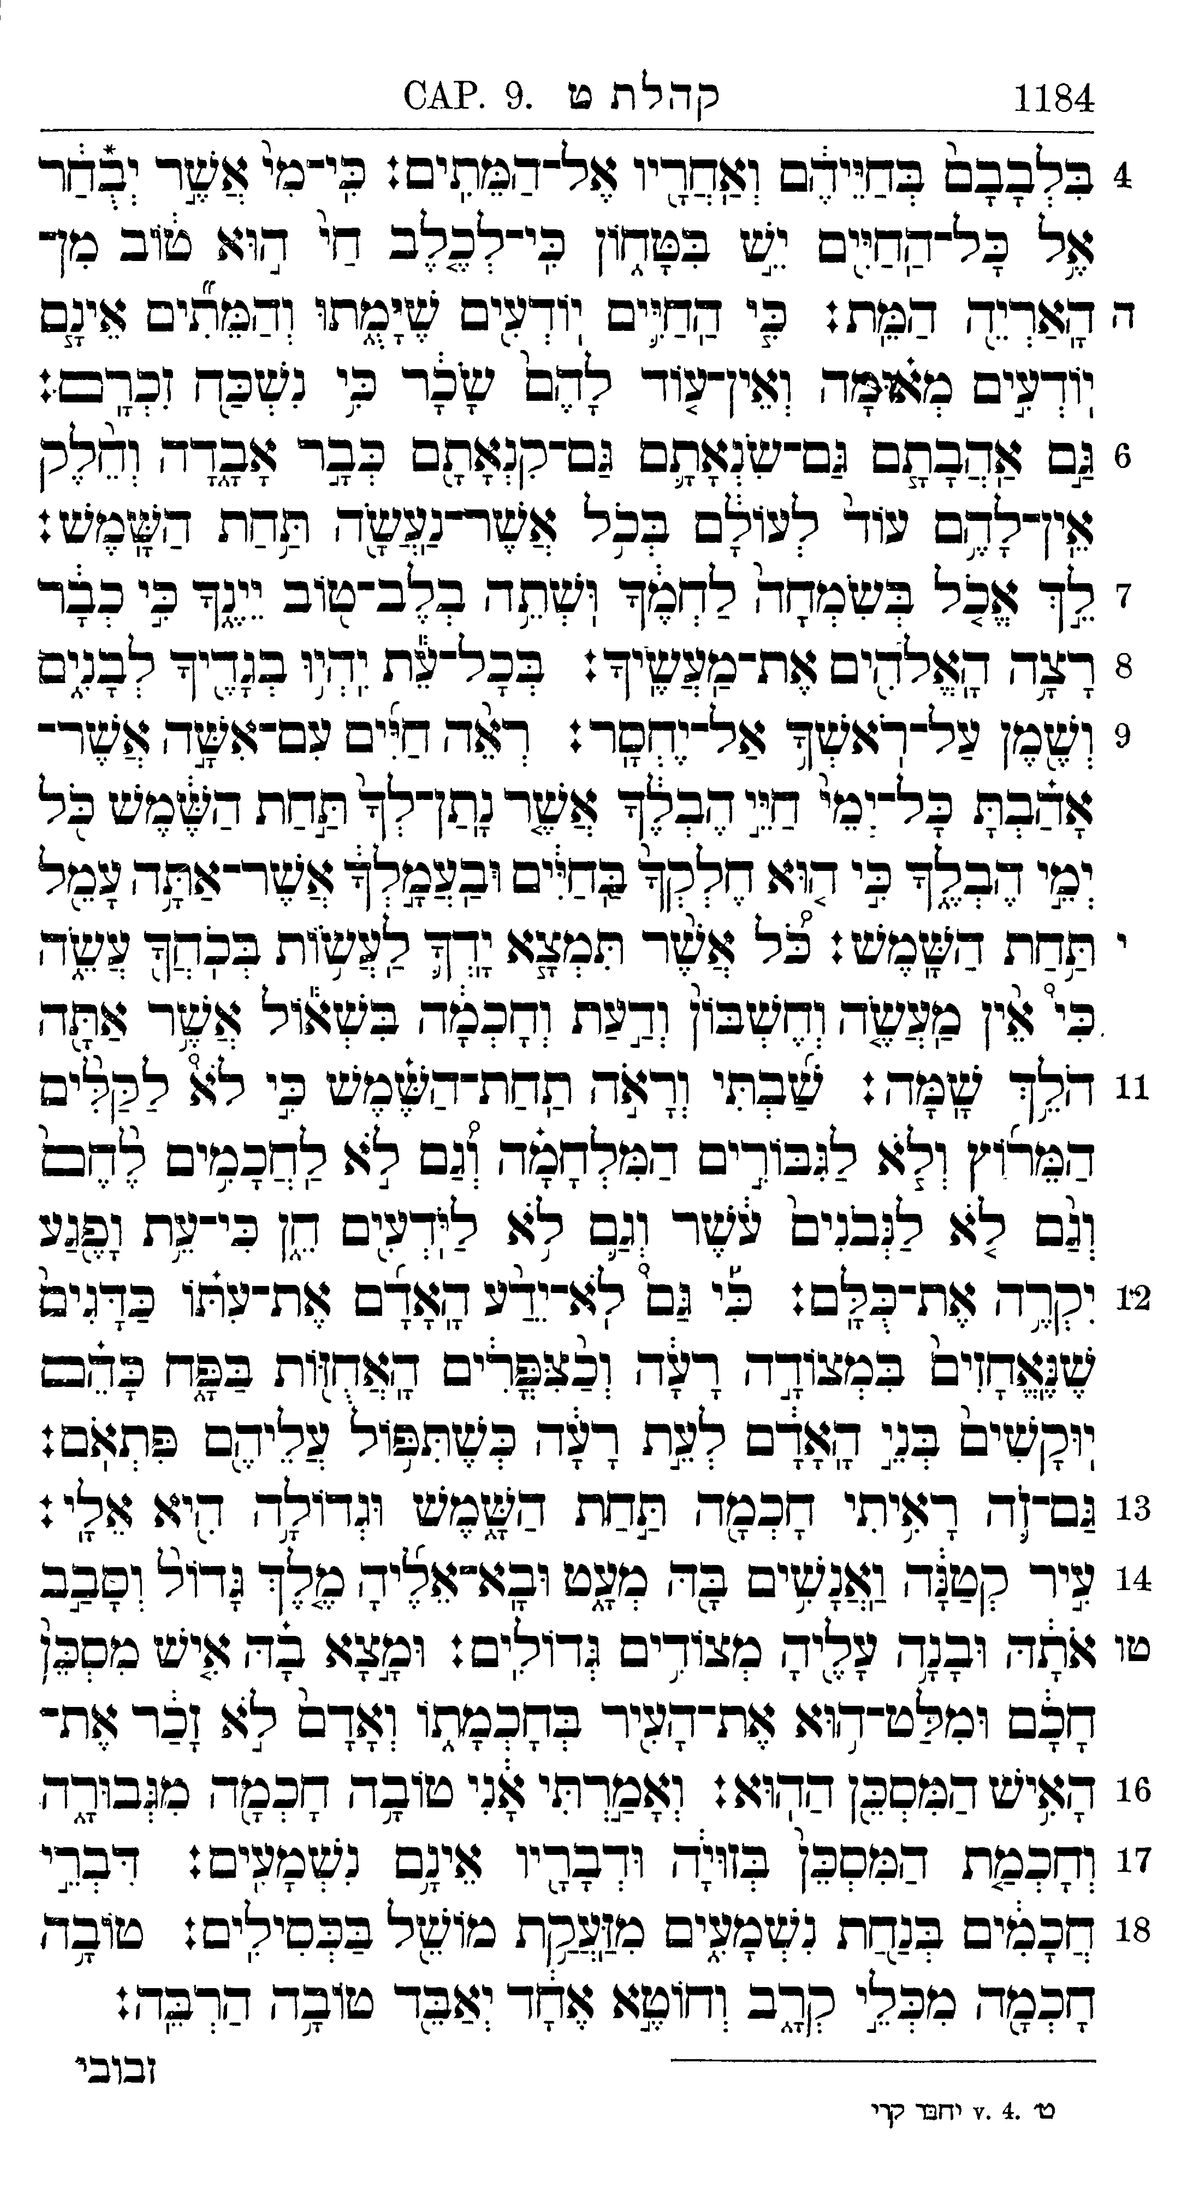 1184 קהלת ט CAP. 9.
4 בִּלְבָבָם֙ בְּחַיֵּיהֶ֔ם וְאַחֲרָ֖יו אֶל־הַמֵּתִֽים׃ כִּי־מִי֙ אֲשֶׁ֣ר יְבֻחַ֔ר*
אֶ֥ל כָּל־הַחַיִּ֖ים יֵ֣שׁ בִּטָּח֑וֹן כִּֽי־לְכֶ֤לֶב חַי֙ ה֣וּא ט֔וֹב מִן־
ה הָאַרְיֵ֖ה הַמֵּֽת׃ כִּ֧י הַֽחַיִּ֛ים יֽוֹדְעִ֖ים שֶׁיָּמֻ֑תוּ וְהַמֵּתִ֞ים אֵינָ֧ם
יֽוֹדְעִ֣ים מְא֗וּמָה וְאֵֽין־ע֤וֹד לָהֶם֙ שָׂכָ֔ר כִּ֥י נִשְׁכַּ֖ח זִכְרָֽם׃
6 גַּ֣ם אַֽהֲבָתָ֧ם גַּם־שִׂנְאָתָ֛ם גַּם־קִנְאָתָ֖ם כְּבָ֣ר אָבָ֑דָה וְחֵ֨לֶק
אֵין־לָהֶ֥ם עוֹד֙ לְעוֹלָ֔ם בְּכֹ֥ל אֲשֶֽׁר־נַעֲשָׂ֖ה תַּ֥חַת הַשָּֽׁמֶשׁ׃
7 לֵ֣ךְ אֱכֹ֤ל בְּשִׂמְחָה֙ לַחְמֶ֔ךָ וּֽשְׁתֵ֥ה בְלֶב־ט֖וֹב יֵינֶ֑ךָ כִּ֣י כְבָ֔ר
8 רָצָ֥ה הָאֱלֹהִ֖ים אֶֽת־מַעֲשֶֽׂיךָ׃ בְּכָל־עֵ֕ת יִהְי֥וּ בְגָדֶ֖יךָ לְבָנִ֑ים
9 וְשֶׁ֖מֶן עַל־רֹאשְׁךָ֥ אַל־יֶחְסָֽר׃ רְאֵ֨ה חַיִּ֜ים עִם־אִשָּׁ֣ה אֲשֶׁר־
אָהַ֗בְתָּ כָּל־יְמֵי֙ חַיֵּ֣י הֶבְלֶ֔ךָ אֲשֶׁ֤ר נָֽתַן־לְךָ֙ תַּ֣חַת הַשֶּׁ֔מֶשׁ כֹּ֖ל
יְמֵ֣י הֶבְלֶ֑ךָ כִּ֣י ה֤וּא חֶלְקְךָ֙ בַּֽחַיִּ֔ים וּבַעֲמָ֣לְךָ֔ אֲשֶׁר־אַתָּ֥ה עָמֵ֖ל
י תַּ֥חַת הַשָּֽׁמֶשׁ׃ כֹּ֠ל אֲשֶׁ֨ר תִּמְצָ֧א יָֽדְךָ֛ לַעֲשׂ֥וֹת בְּכֹחֲךָ֖ עֲשֵׂ֑ה
כִּי֩ אֵ֨ין מַעֲשֶׂ֤ה וְחֶשְׁבּוֹן֙ וְדַ֣עַת וְחָכְמָ֔ה בִּשְׁא֕וֹל אֲשֶׁ֥ר אַתָּ֖ה
11 הֹלֵ֥ךְ שָֽׁמָּה׃ שַׁ֜בְתִּי וְרָאֹ֣ה תַֽחַת־הַשֶּׁ֗מֶשׁ כִּ֣י לֹא֩ לַקַּלִּ֨ים
הַמֵּר֜וֹץ וְלֹ֧א לַגִּבּוֹרִ֣ים הַמִּלְחָמָ֗ה וְ֠גַם לֹ֣א לַחֲכָמִ֥ים לֶ֙חֶם֙
וְגַ֨ם לֹ֤א לַנְּבֹנִים֙ עֹ֔שֶׁר וְגַ֛ם לֹ֥א לַיֹּדְעִ֖ים חֵ֑ן כִּי־עֵ֥ת וָפֶ֖גַע
12 יִקְרֶ֥ה אֶת־כֻּלָּֽם׃ כִּ֡י גַּם֩ לֹֽא־יֵדַ֨ע הָאָדָ֜ם אֶת־עִתּ֗וֹ כַּדָּגִים֙
שֶׁנֶּֽאֱחָזִים֙ בִּמְצוֹדָ֣ה רָעָ֔ה וְכַ֨צִּפֳּרִ֔ים הָאֲחֻז֖וֹת בַּפָּ֑ח כָּהֵ֗ם
יֽוּקָשִׁים֙ בְּנֵ֣י הָֽאָדָ֔ם לְעֵ֣ת רָעָ֔ה כְּשֶׁתִּפּ֥וֹל עֲלֵיהֶ֖ם פִּתְאֹֽם׃
13 גַּם־זֹ֛ה רָאִ֥יתִי חָכְמָ֖ה תַּ֣חַת הַשָּׁ֑מֶשׁ וּגְדוֹלָ֥ה הִ֖יא אֵלָֽי׃
14 עִ֣יר קְטַנָּ֔ה וַאֲנָשִׁ֥ים בָּ֖הּ מְעָ֑ט וּבָֽא־אֵלֶ֜יהָ מֶ֤לֶךְ גָּדוֹל֙ וְסָבַ֣ב
טו אֹתָ֔הּ וּבָנָ֥ה עָלֶ֖יהָ מְצוֹדִ֥ים גְּדוֹלִֽים׃ וּמָ֣צָא בָ֗הּ אִ֤ישׁ מִסְכֵּן֙
חָכָ֔ם וּמִלַּט־ה֥וּא אֶת־הָעִ֖יר בְּחָכְמָת֑וֹ וְאָדָם֙ לֹ֣א זָכַ֔ר אֶת־
16 הָאִ֥ישׁ הַמִּסְכֵּ֖ן הַהֽוּא׃ וְאָמַ֣רְתִּי אָ֔נִי טוֹבָ֥ה חָכְמָ֖ה מִגְּבוּרָ֑ה
17 וְחָכְמַ֤ת הַמִּסְכֵּן֙ בְּזוּיָ֔ה וּדְבָרָ֖יו אֵינָ֥ם נִשְׁמָעִֽים׃ דִּבְרֵ֣י
18 חֲכָמִ֔ים בְּנַ֖חַת נִשְׁמָעִ֑ים מִזַּעֲקַ֥ת מוֹשֵׁ֖ל בַּכְּסִילִֽים׃ טוֹבָ֥ה
חָכְמָ֖ה מִכְּלֵ֣י קְרָ֑ב וְחוֹטֶ֣א אֶחָ֔ד יְאַבֵּ֖ד טוֹבָ֥ה הַרְבֵּֽה׃
זבובי
ט׳ v. 4. יחבר קרי